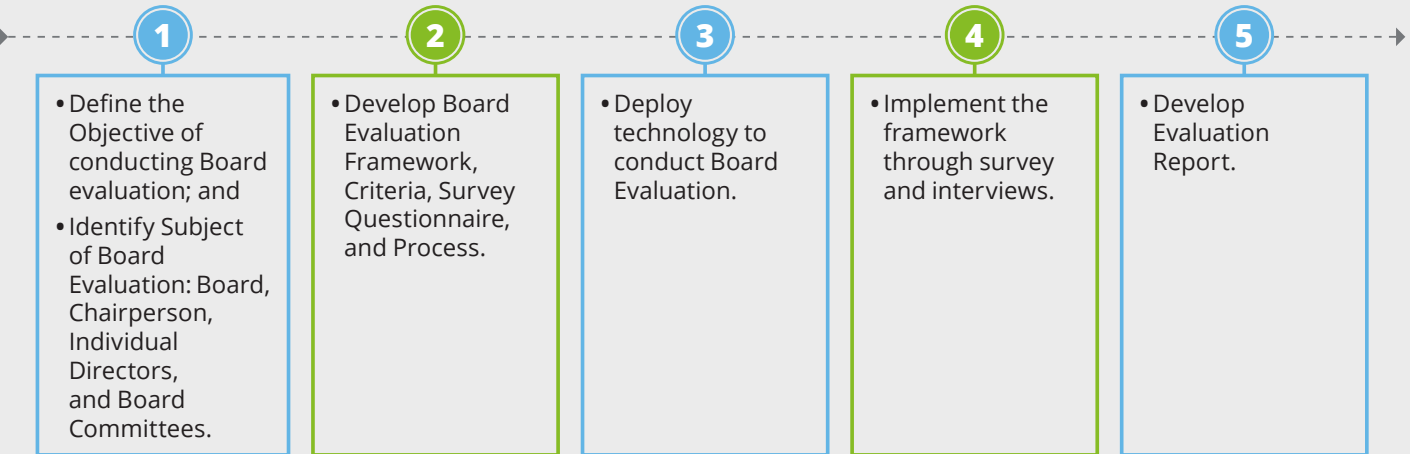 1
• Define the
Objective of
conducting Board
evaluation; and
• Identify Subject
of Board
Evaluation: Board,
Chairperson,
Individual
Directors,
and Board
Committees.
2
• Develop Board
Evaluation
Framework,
Criteria, Survey
Questionnaire,
and Process.
3
• Deploy
technology to
conduct Board
Evaluation.
4
• Implement the
framework
through survey
and interviews.
5
• Develop
Evaluation
Report.